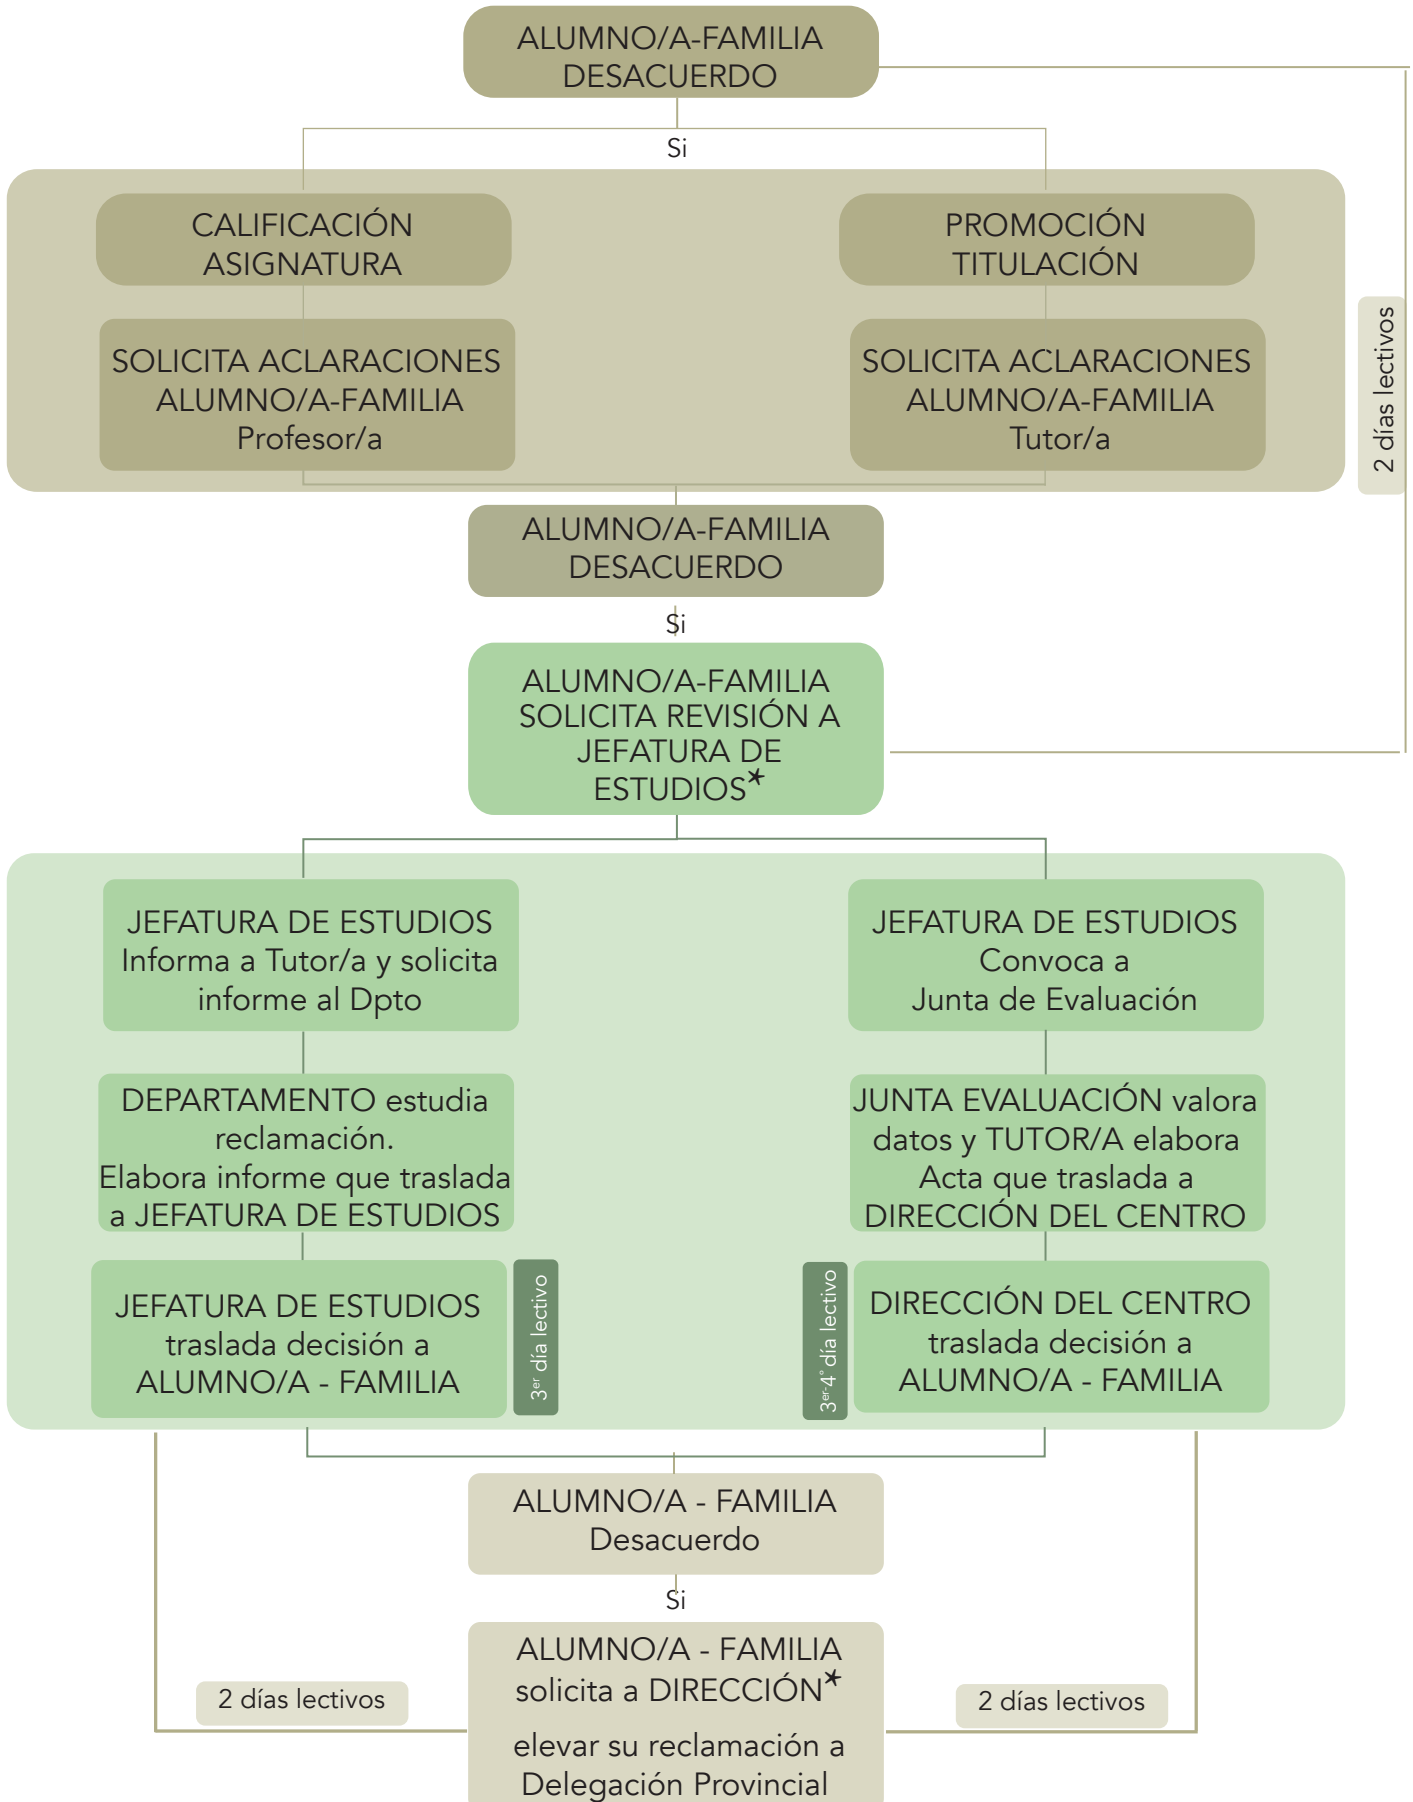 ALUMNO/A-FAMILIA
DESACUERDO
Si
CALIFICACIÓN
ASIGNATURA
PROMOCIÓN
TITULACIÓN
SOLICITA ACLARACIONES
ALUMNO/A-FAMILIA
Profesor/a
SOLICITA ACLARACIONES
ALUMNO/A-FAMILIA
Tutor/a
2 días lectivos
ALUMNO/A-FAMILIA
DESACUERDO
Si
ALUMNO/A-FAMILIA
SOLICITA REVISIÓN A
JEFATURA DE
ESTUDIOS*
JEFATURA DE ESTUDIOS
Informa a Tutor/a y solicita
informe al Dpto
JEFATURA DE ESTUDIOS
Convoca a
Junta de Evaluación
DEPARTAMENTO estudia
reclamación.
Elabora informe que traslada
a JEFATURA DE ESTUDIOS
JUNTA EVALUACIÓN valora
datos y TUTOR/A elabora
Acta que traslada a
DIRECCIÓN DEL CENTRO
JEFATURA DE ESTUDIOS
traslada decisión a
ALUMNO/A - FAMILIA
3er día lectivo
3er-4° día lectivo
DIRECCIÓN DEL CENTRO
traslada decisión a
ALUMNO/A - FAMILIA
ALUMNO/A - FAMILIA
Desacuerdo
Si
ALUMNO/A - FAMILIA
solicita a DIRECCIÓN*
elevar su reclamación a
Delegación Provincial
2 días lectivos
2 días lectivos